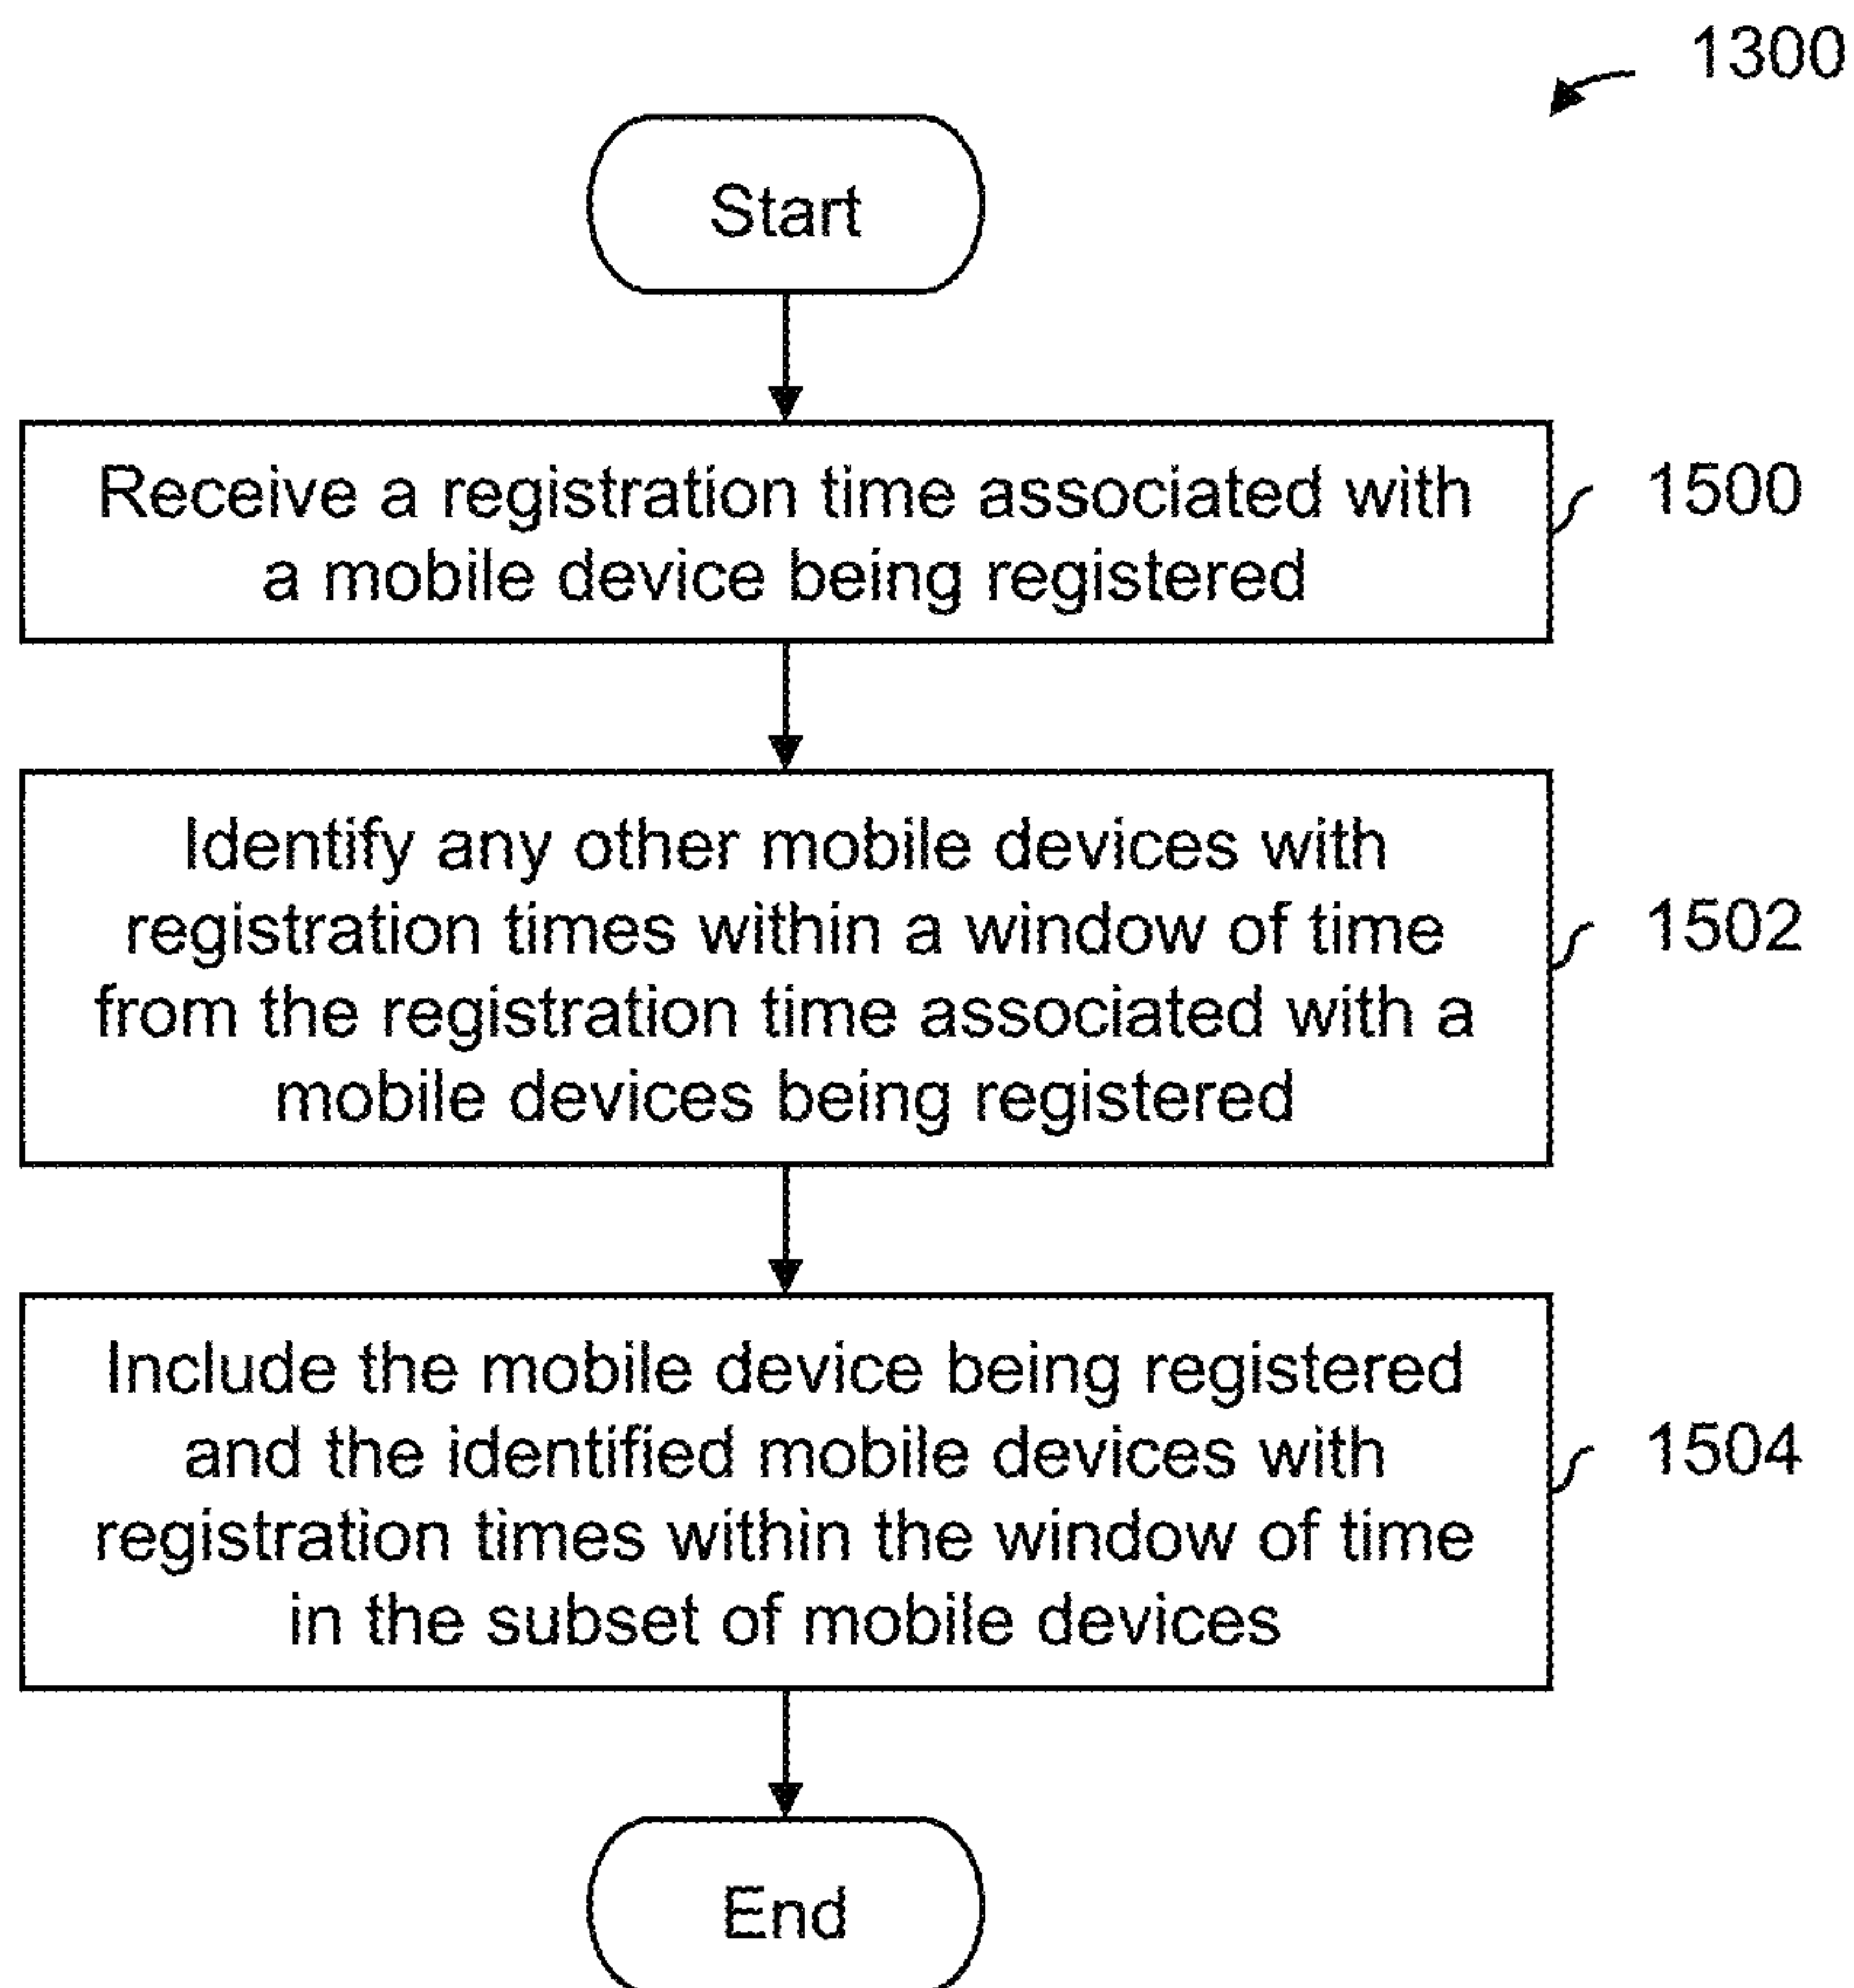 1300
Start
Receive a registration time associated with
a mobile device being registered
1500
Identify any other mobile devices with
registration times within a window of time
from the registration time associated with a
mobile devices being registered
1502
Include the mobile device being registered
and the identified mobile devices with
registration times within the window of time
in the subset of mobile devices
1504
End